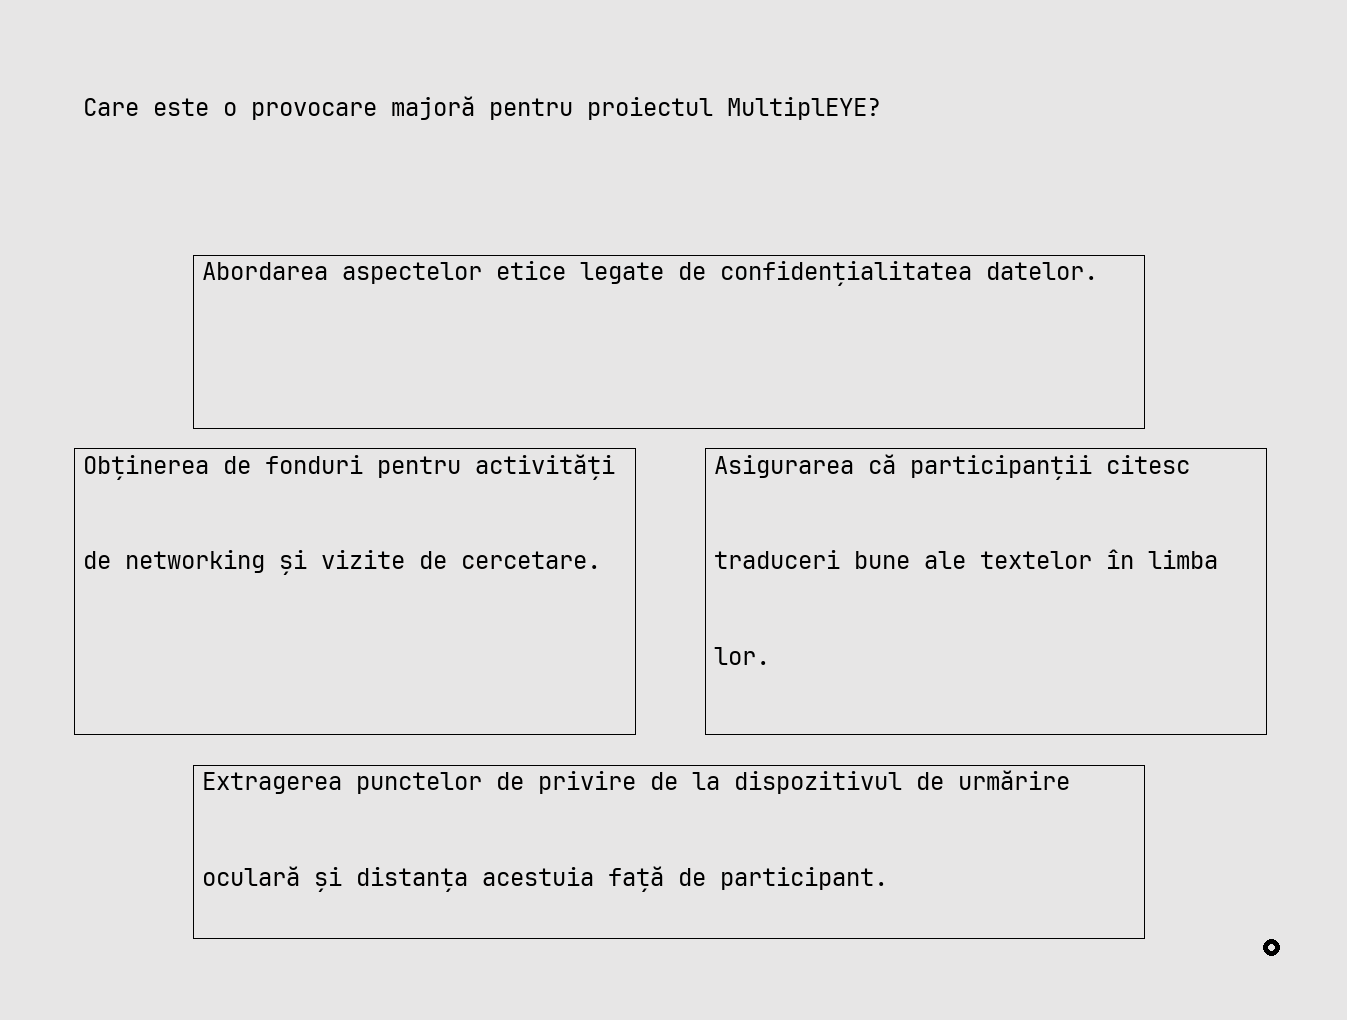 Care este o provocare majoră pentru proiectul MultiplEYE?
Abordarea aspectelor etice legate de confidențialitatea datelor.
Obținerea de fonduri pentru activități
de networking și vizite de cercetare.
Asigurarea că participanții citesc
traduceri bune ale textelor în limba
lor.
Extragerea punctelor de privire de la dispozitivul de urmărire
oculară și distanța acestuia față de participant.